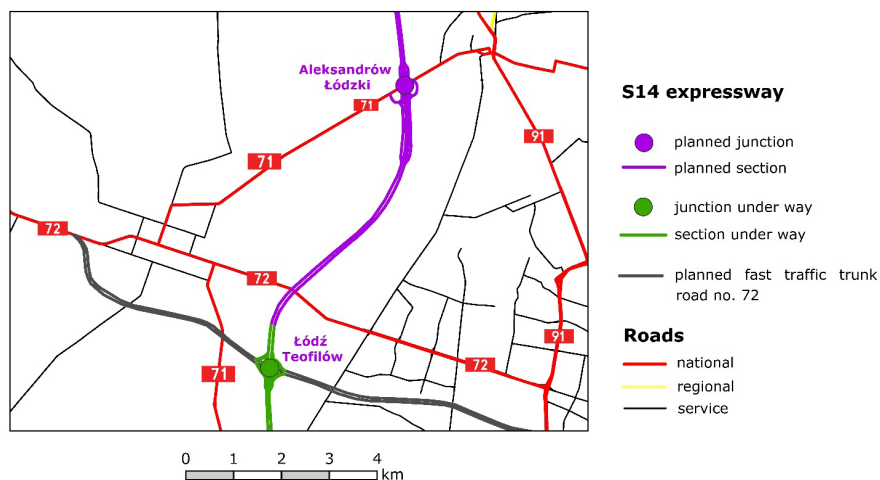 Aleksandrów
Łódzki
71
71
91
72
72
Łódź
Teofilów
71
91
72
0 1 2 3 4
km
S14 expressway
planned junction
planned section
junction under way
section under way
planned fast traffic trunk
road no. 72
Roads
national
regional
service